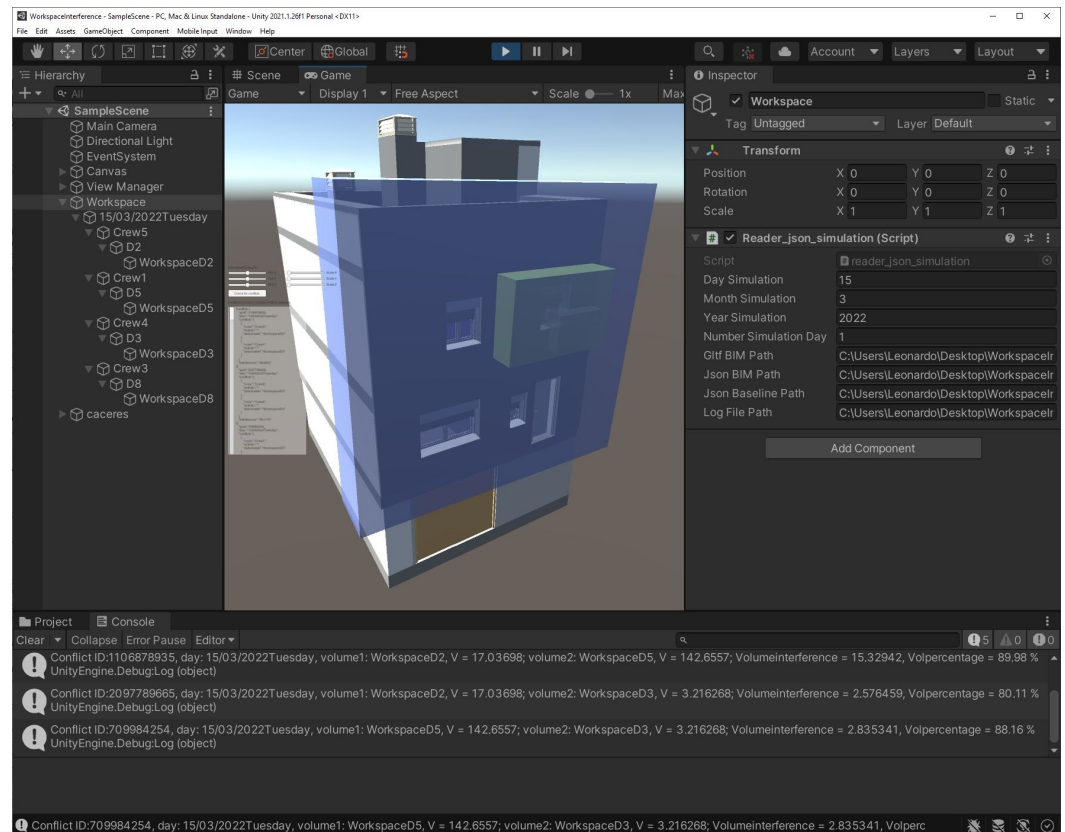 WorkspaceInterference - SampleScene - PC, Mac & Linux Standalone - Unity 2021.1.26f1 Personal <DX11>
File Edit Assets GameObject Component Mobile Input Window Help
Center Global Account Layers Layout
Hierarchy
All
SampleScene
Main Camera
Directional Light
EventSystem
Canvas
View Manager
Workspace
15/03/2022Tuesday
Crew5
D2
WorkspaceD2
Crew1
D5
WorkspaceD5
Crew4
D3
WorkspaceD3
Crew3
D8
WorkspaceD8
caceres
Scene Game
Game Display 1 Free Aspect Scale 1x Max
Inspector
Workspace Static
Tag Untagged Layer Default
Transform
Position X 0 Y 0 Z 0
Rotation X 0 Y 0 Z 0
Scale X 1 Y 1 Z 1
# Reader_json_simulation (Script)
Script reader_json_simulation
Day Simulation 15
Month Simulation 3
Year Simulation 2022
Number Simulation Day 1
Gltf BIM Path C:\Users\Leonardo\Desktop\WorkspaceIr
Json BIM Path C:\Users\Leonardo\Desktop\WorkspaceIr
Json Baseline Path C:\Users\Leonardo\Desktop\WorkspaceIr
Log File Path C:\Users\Leonardo\Desktop\WorkspaceIr
Add Component
Project Console
Clear Collapse Error Pause Editor 5 0 0
Conflict ID:1106878935, day: 15/03/2022Tuesday, volume1: WorkspaceD2, V = 17.03698; volume2: WorkspaceD5, V = 142.6557; Volumeinterference = 15.32942, Volpercentage = 89,98 %
UnityEngine.Debug:Log (object)
Conflict ID:2097789665, day: 15/03/2022Tuesday, volume1: WorkspaceD2, V = 17.03698; volume2: WorkspaceD3, V = 3.216268; Volumeinterference = 2.576459, Volpercentage = 80.11 %
UnityEngine.Debug:Log (object)
Conflict ID:709984254, day: 15/03/2022Tuesday, volume1: WorkspaceD5, V = 142.6557; volume2: WorkspaceD3, V = 3.216268; Volumeinterference = 2.835341, Volpercentage = 88.16 %
UnityEngine.Debug:Log (object)
Conflict ID:709984254, day: 15/03/2022Tuesday, volume1: WorkspaceD5, V = 142.6557; volume2: WorkspaceD3, V = 3.216268; Volumeinterference = 2.835341, Volperc